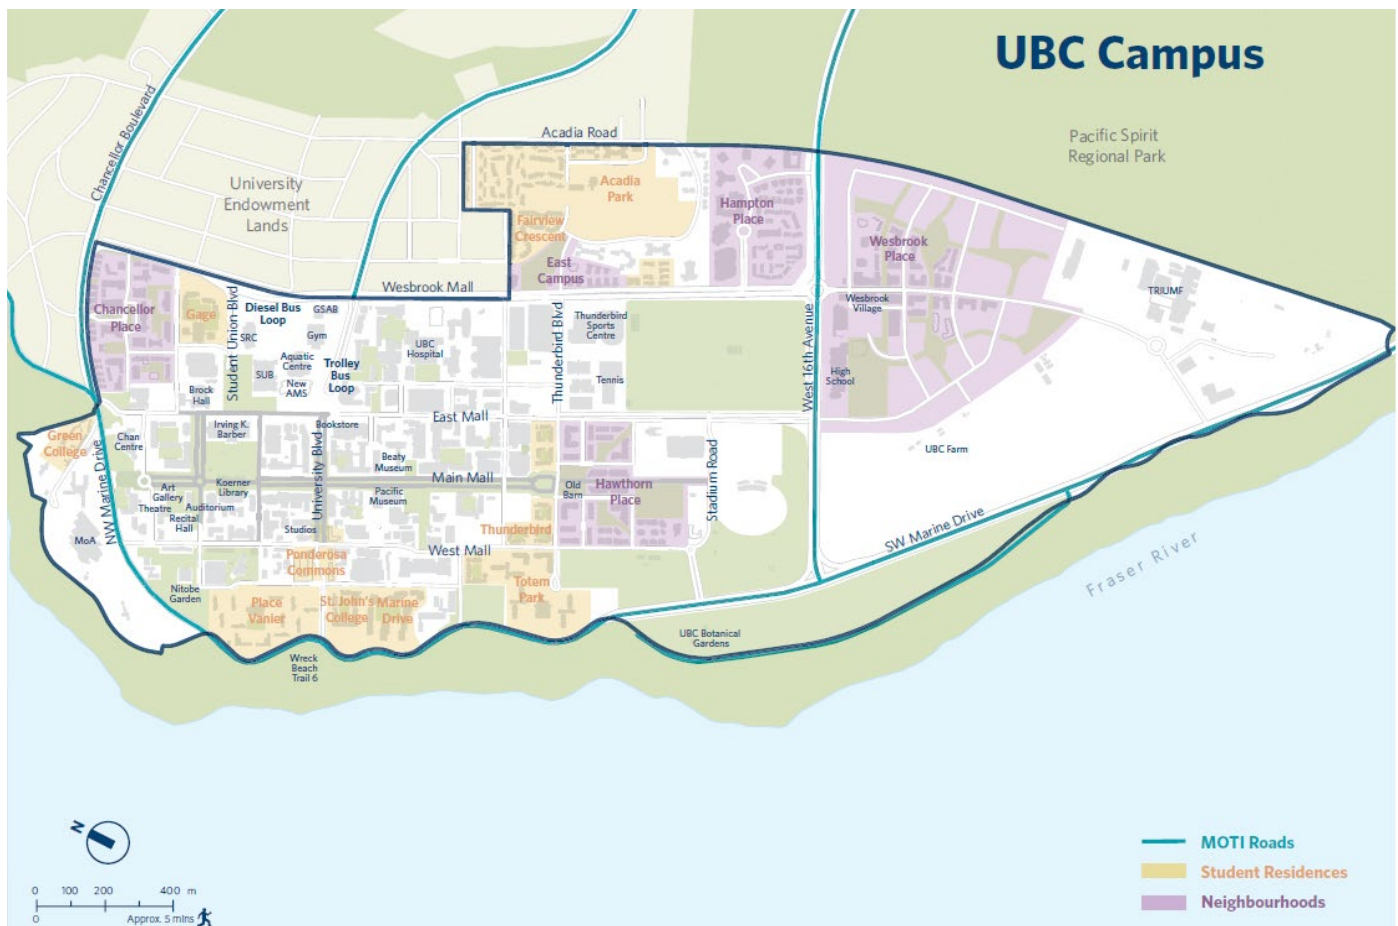 UBC Campus
Pacific Spirit
Regional Park
Chancellor Boulevard
University
Endowment
Lands
Acadia Road
Acadia
Park
Fairview
Crescent
East
Campus
Hampton
Place
Wesbrook
Place
Wesbrook Mall
Chancellor
Place
Gage
Student Union Blvd
Diesel Bus
Loop
GSAB
SRC
Gym
Aquatic
Centre
SUB
New
AMS
Trolley
Bus
Loop
UBC
Hospital
Thunderbird Blvd
Thunderbird
Sports
Centre
Tennis
West 16th Avenue
Wesbrook
Village
High
School
TRIUMF
Brock
Hall
East Mall
Green
College
Chan
Centre
NW Marine Drive
Irving K.
Barber
University Blvd
Bookstore
Beaty
Museum
Main Mall
Pacific
Museum
Old
Barn
Hawthorn
Place
Stadium Road
UBC Farm
Art
Gallery
Theatre
Koerner
Library
Auditorium
Recital
Hall
Studios
Thunderbird
MoA
West Mall
Ponderosa
Commons
SW Marine Drive
Fraser River
Nitobe
Garden
Place
Vanier
St. John's
College
Marine
Drive
Totem
Park
UBC Botanical
Gardens
Wreck
Beach
Trail 6
N
0 100 200 400 m
0 Approx. 5 mins
MOTI Roads
Student Residences
Neighbourhoods